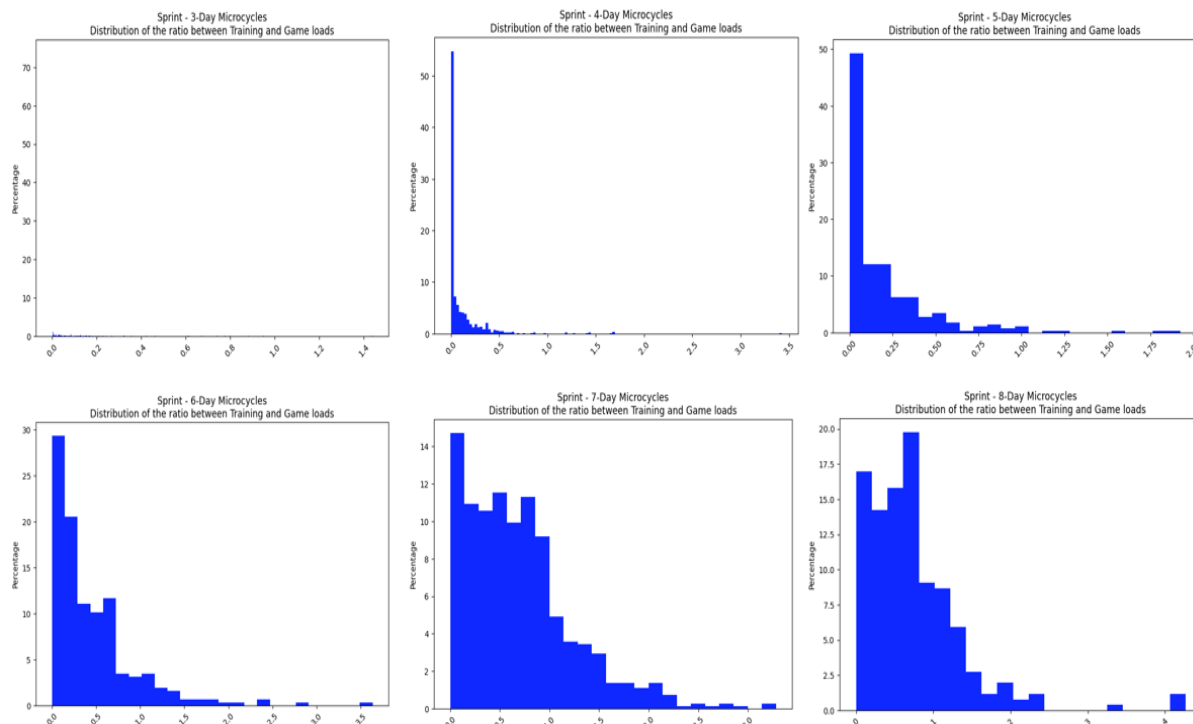 Sprint - 3-Day Microcycles
Distribution of the ratio between Training and Game loads
Percentage
70
60
50
40
30
20
10
0
0.0 0.2 0.4 0.6 0.8 1.0 1.2 1.4
Sprint - 4-Day Microcycles
Distribution of the ratio between Training and Game loads
Percentage
50
40
30
20
10
0
0.0 0.5 1.0 1.5 2.0 2.5 3.0 3.5
Sprint - 5-Day Microcycles
Distribution of the ratio between Training and Game loads
Percentage
50
40
30
20
10
0
0.00 0.25 0.50 0.75 1.00 1.25 1.50 1.75
Sprint - 6-Day Microcycles
Distribution of the ratio between Training and Game loads
Percentage
30
25
20
15
10
5
0
0.0 0.5 1.0 1.5 2.0 2.5 3.0 3.5
Sprint - 7-Day Microcycles
Distribution of the ratio between Training and Game loads
Percentage
14
12
10
8
6
4
2
0
Sprint - 8-Day Microcycles
Distribution of the ratio between Training and Game loads
Percentage
20.0
17.5
15.0
12.5
10.0
7.5
5.0
2.5
0.0
0 1 2 3 4